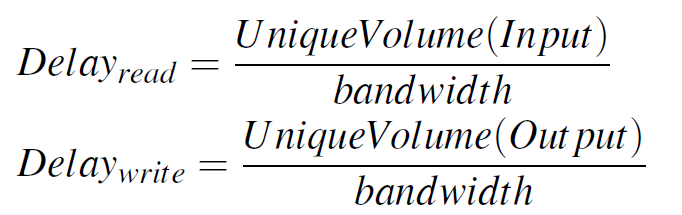 Delay_read = UniqueVolume(Input) / bandwidth
Delay_write = UniqueVolume(Output) / bandwidth